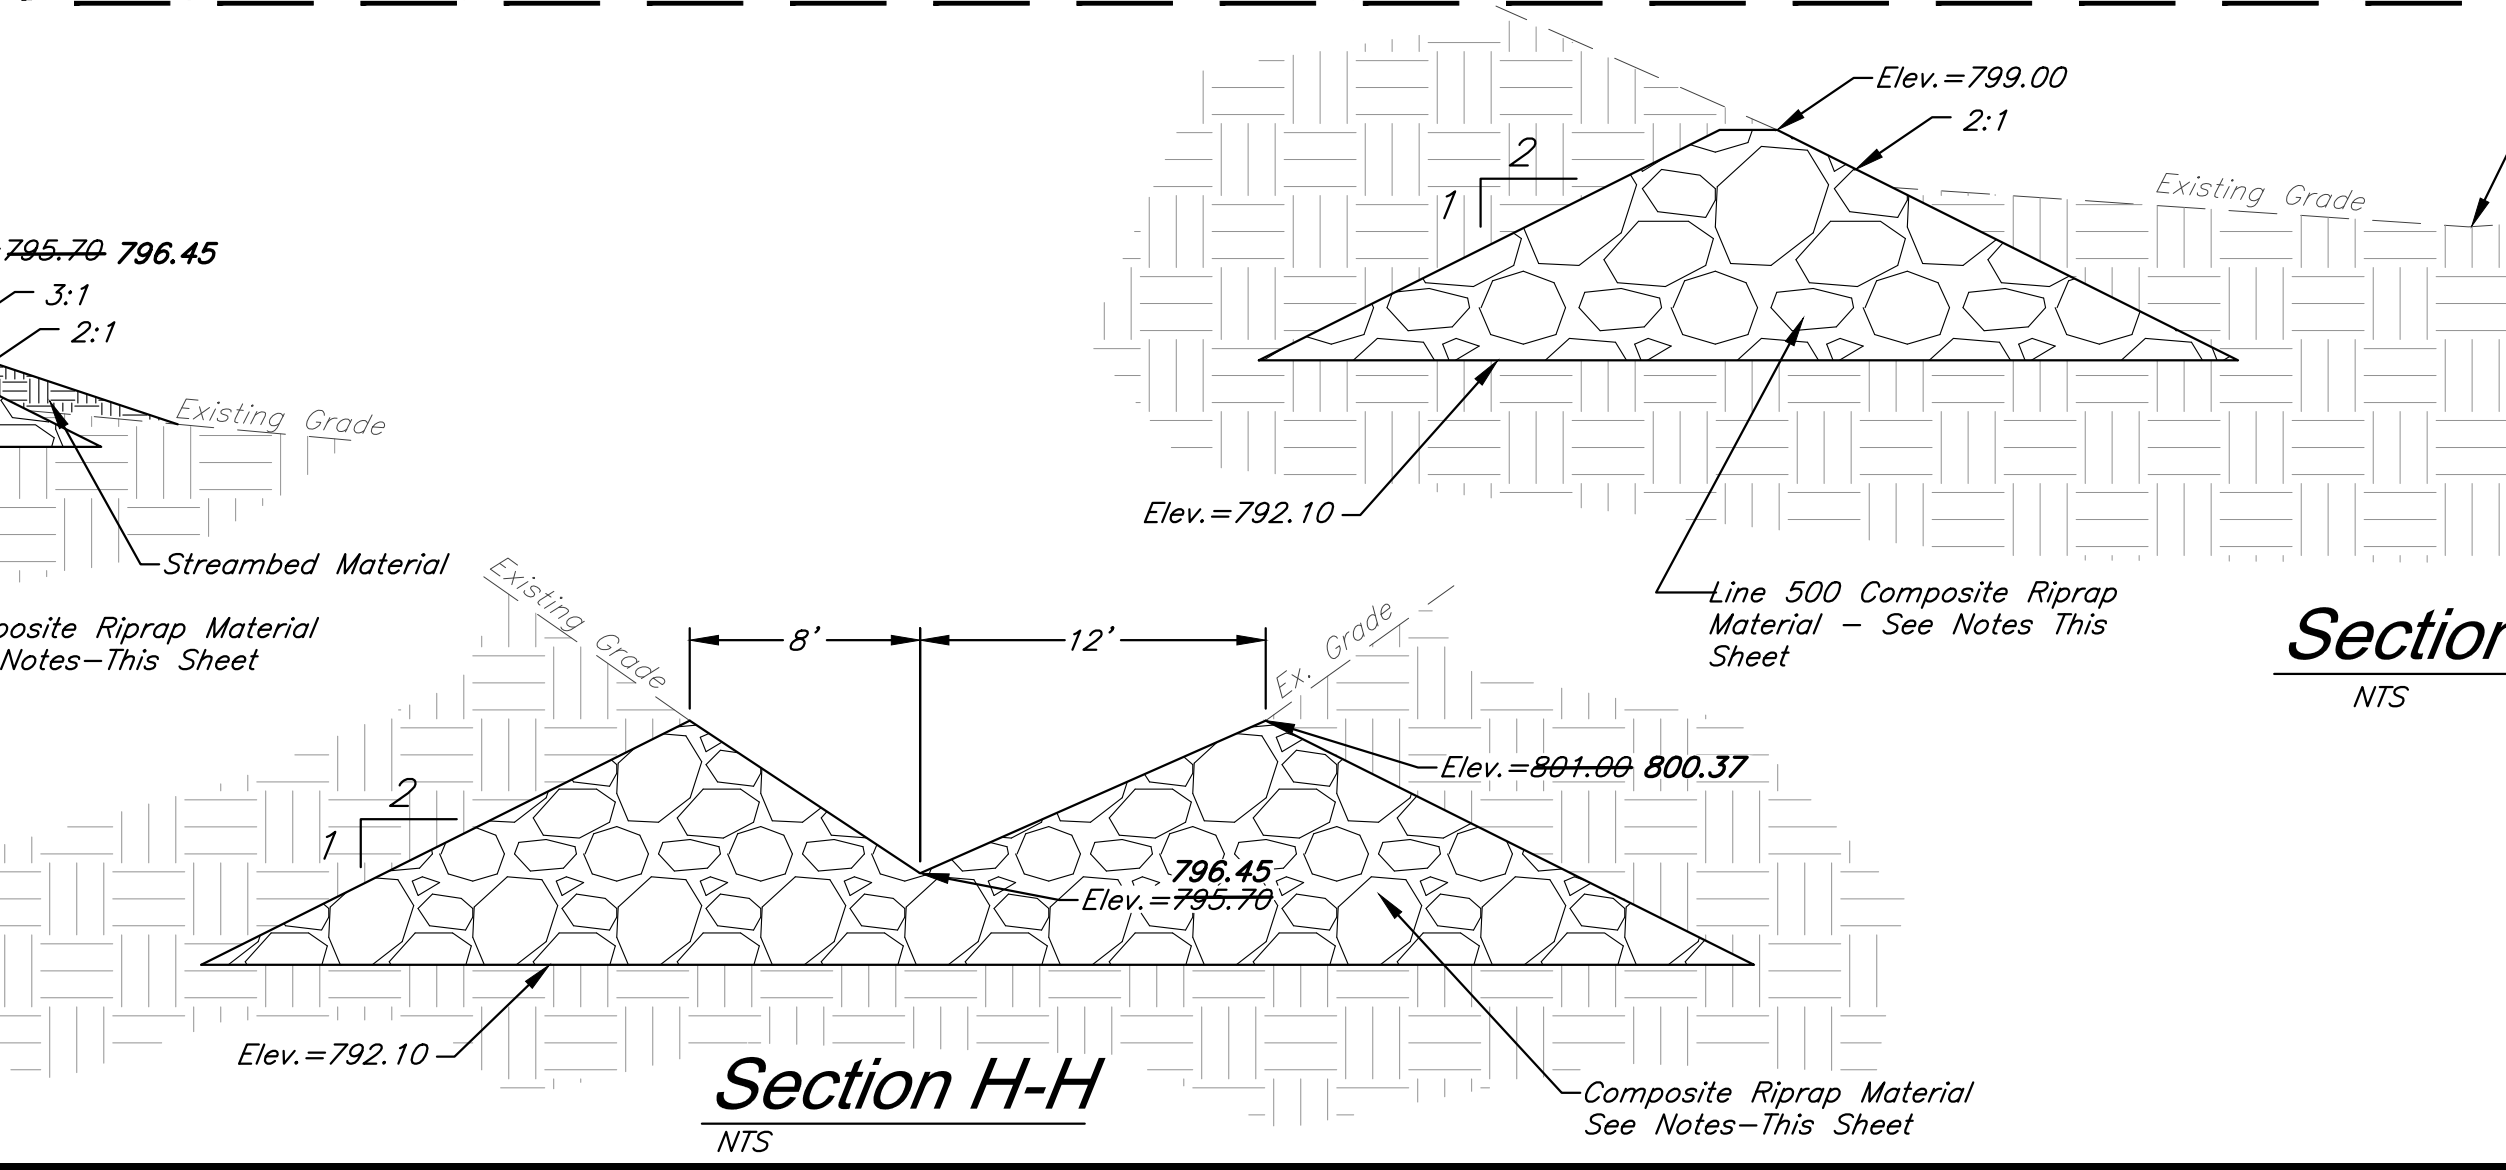 Elev.=799.00
2:1
2
1
Existing Grade
795.70 796.45
3:1
2:1
Existing Grade
Elev.=792.10
Streambed Material
Existing Grade
Ex. Grade
Line 500 Composite Riprap
Material - See Notes This
Sheet
posite Riprap Material
Notes-This Sheet
8'
12'
Section
NTS
Elev.=801.00 800.37
2
1
796.45
Elev.=795.70
Elev.=792.10
Section H-H
NTS
Composite Riprap Material
See Notes-This Sheet